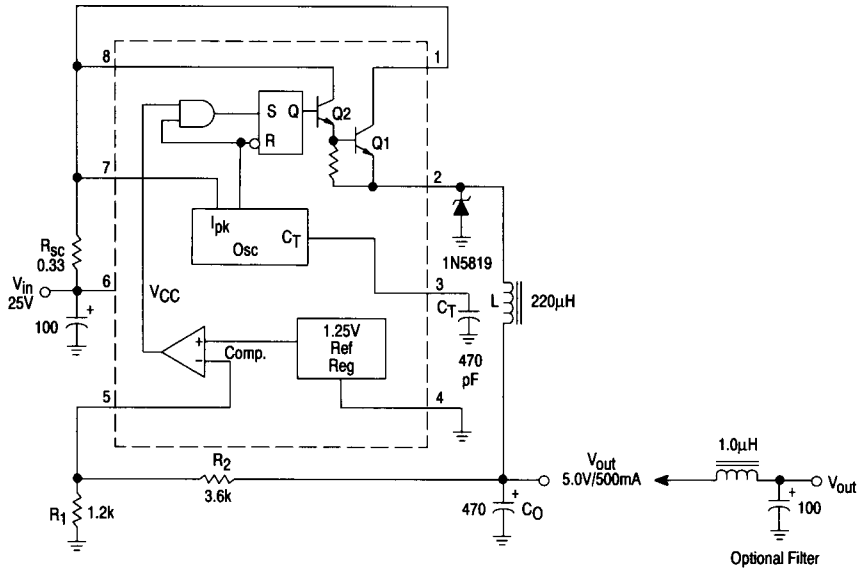 8
1
S Q
Q2
R
Q1
7
2
Ipk
CT
Osc
Rsc
0.33
1N5819
Vin
25V
6
VCC
3
L
220µH
CT
100
+
1.25V
Ref
Reg
+
−
Comp.
470
pF
5
4
R2
3.6k
Vout
5.0V/500mA
1.0µH
Vout
R1
1.2k
470
+
CO
+
100
Optional Filter